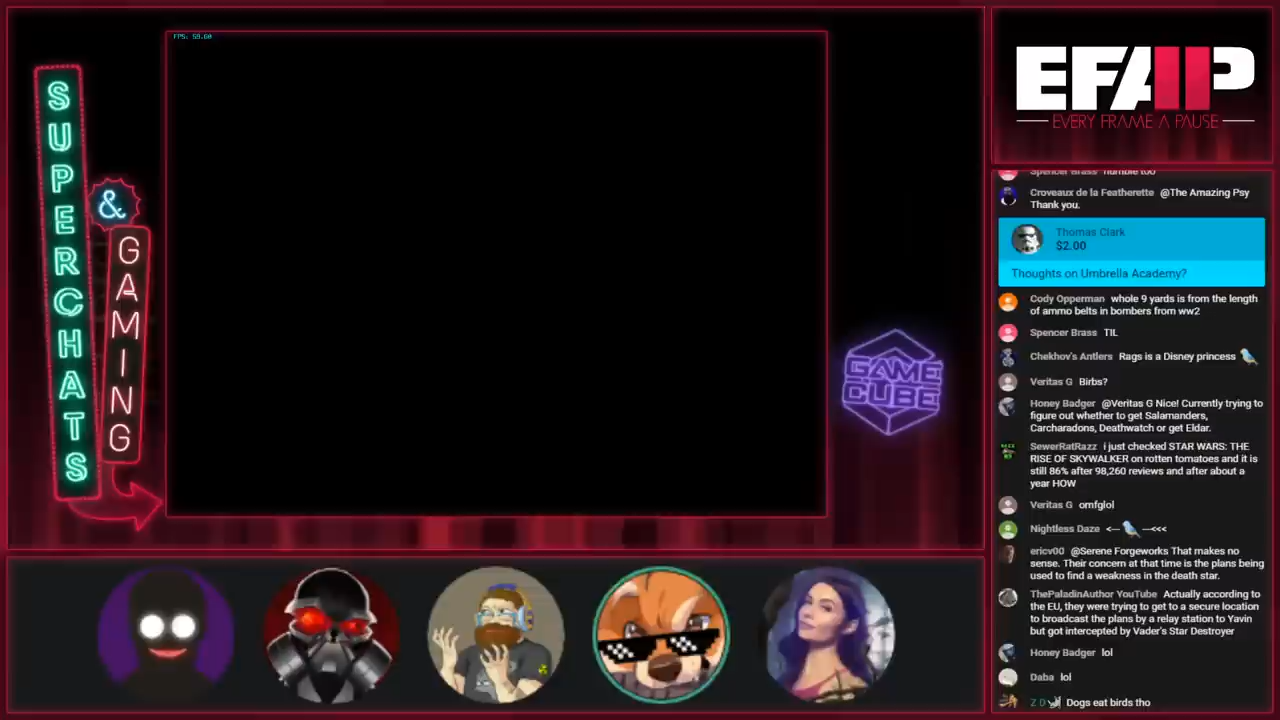 FPS: 59.60
SUPERCHATS
&
GAMING
GAME
CUBE
EFAP
EVERY FRAME A PAUSE
Spencer Brass humble too
Croveaux de la Featherette @The Amazing Psy
Thank you.
Thomas Clark
$2.00
Thoughts on Umbrella Academy?
Cody Opperman whole 9 yards is from the length
of ammo belts in bombers from ww2
Spencer Brass TIL
Chekhov's Antlers Rags is a Disney princess
Veritas G Birbs?
Honey Badger @Veritas G Nice! Currently trying to
figure out whether to get Salamanders,
Carcharadons, Deathwatch or get Eldar.
SewerRatRazz i just checked STAR WARS: THE
RISE OF SKYWALKER on rotten tomatoes and it is
still 86% after 98,260 reviews and after about a
year HOW
Veritas G omfglol
Nightless Daze <— —<<<
ericv00 @Serene Forgeworks That makes no
sense. Their concern at that time is the plans being
used to find a weakness in the death star.
ThePaladinAuthor YouTube Actually according to
the EU, they were trying to get to a secure location
to broadcast the plans by a relay station to Yavin
but got intercepted by Vader's Star Destroyer
Honey Badger lol
Daba lol
Z D Dogs eat birds tho